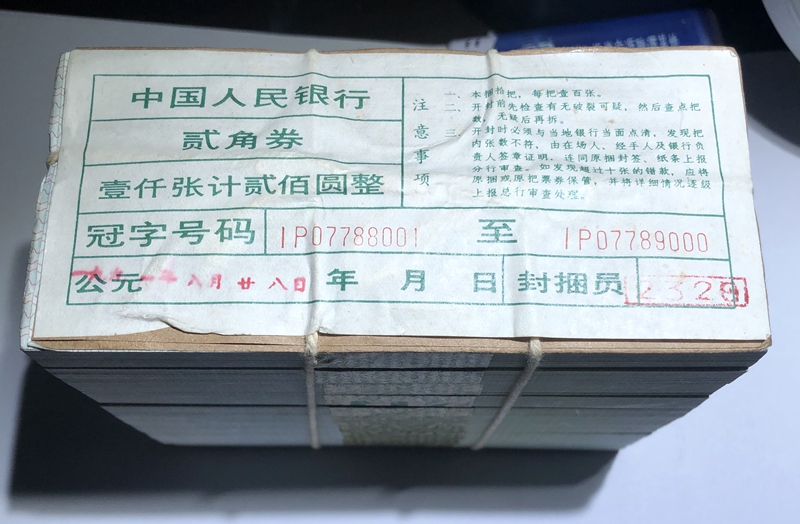 中国人民银行
贰角券
壹仟张计贰佰圆整
注意事项
一、本捆拾把，每把壹百张。
二、开封前先检查有无破裂可疑，然后查点把
数，无疑后再拆。
三、开封时必须与当地银行当面点清，发现把
内张数不符，由在场人、经手人及银行负
责人签章证明，连同原捆封签、纸条上报
分行审查。如发现超过十张的错款，应将
原捆或原把票券保管，并将详细情况逐级
上报总行审查处理。
冠字号码 IP07788001 至 IP07789000
公元 一年八月廿八日 年 月 日 封捆员 2328